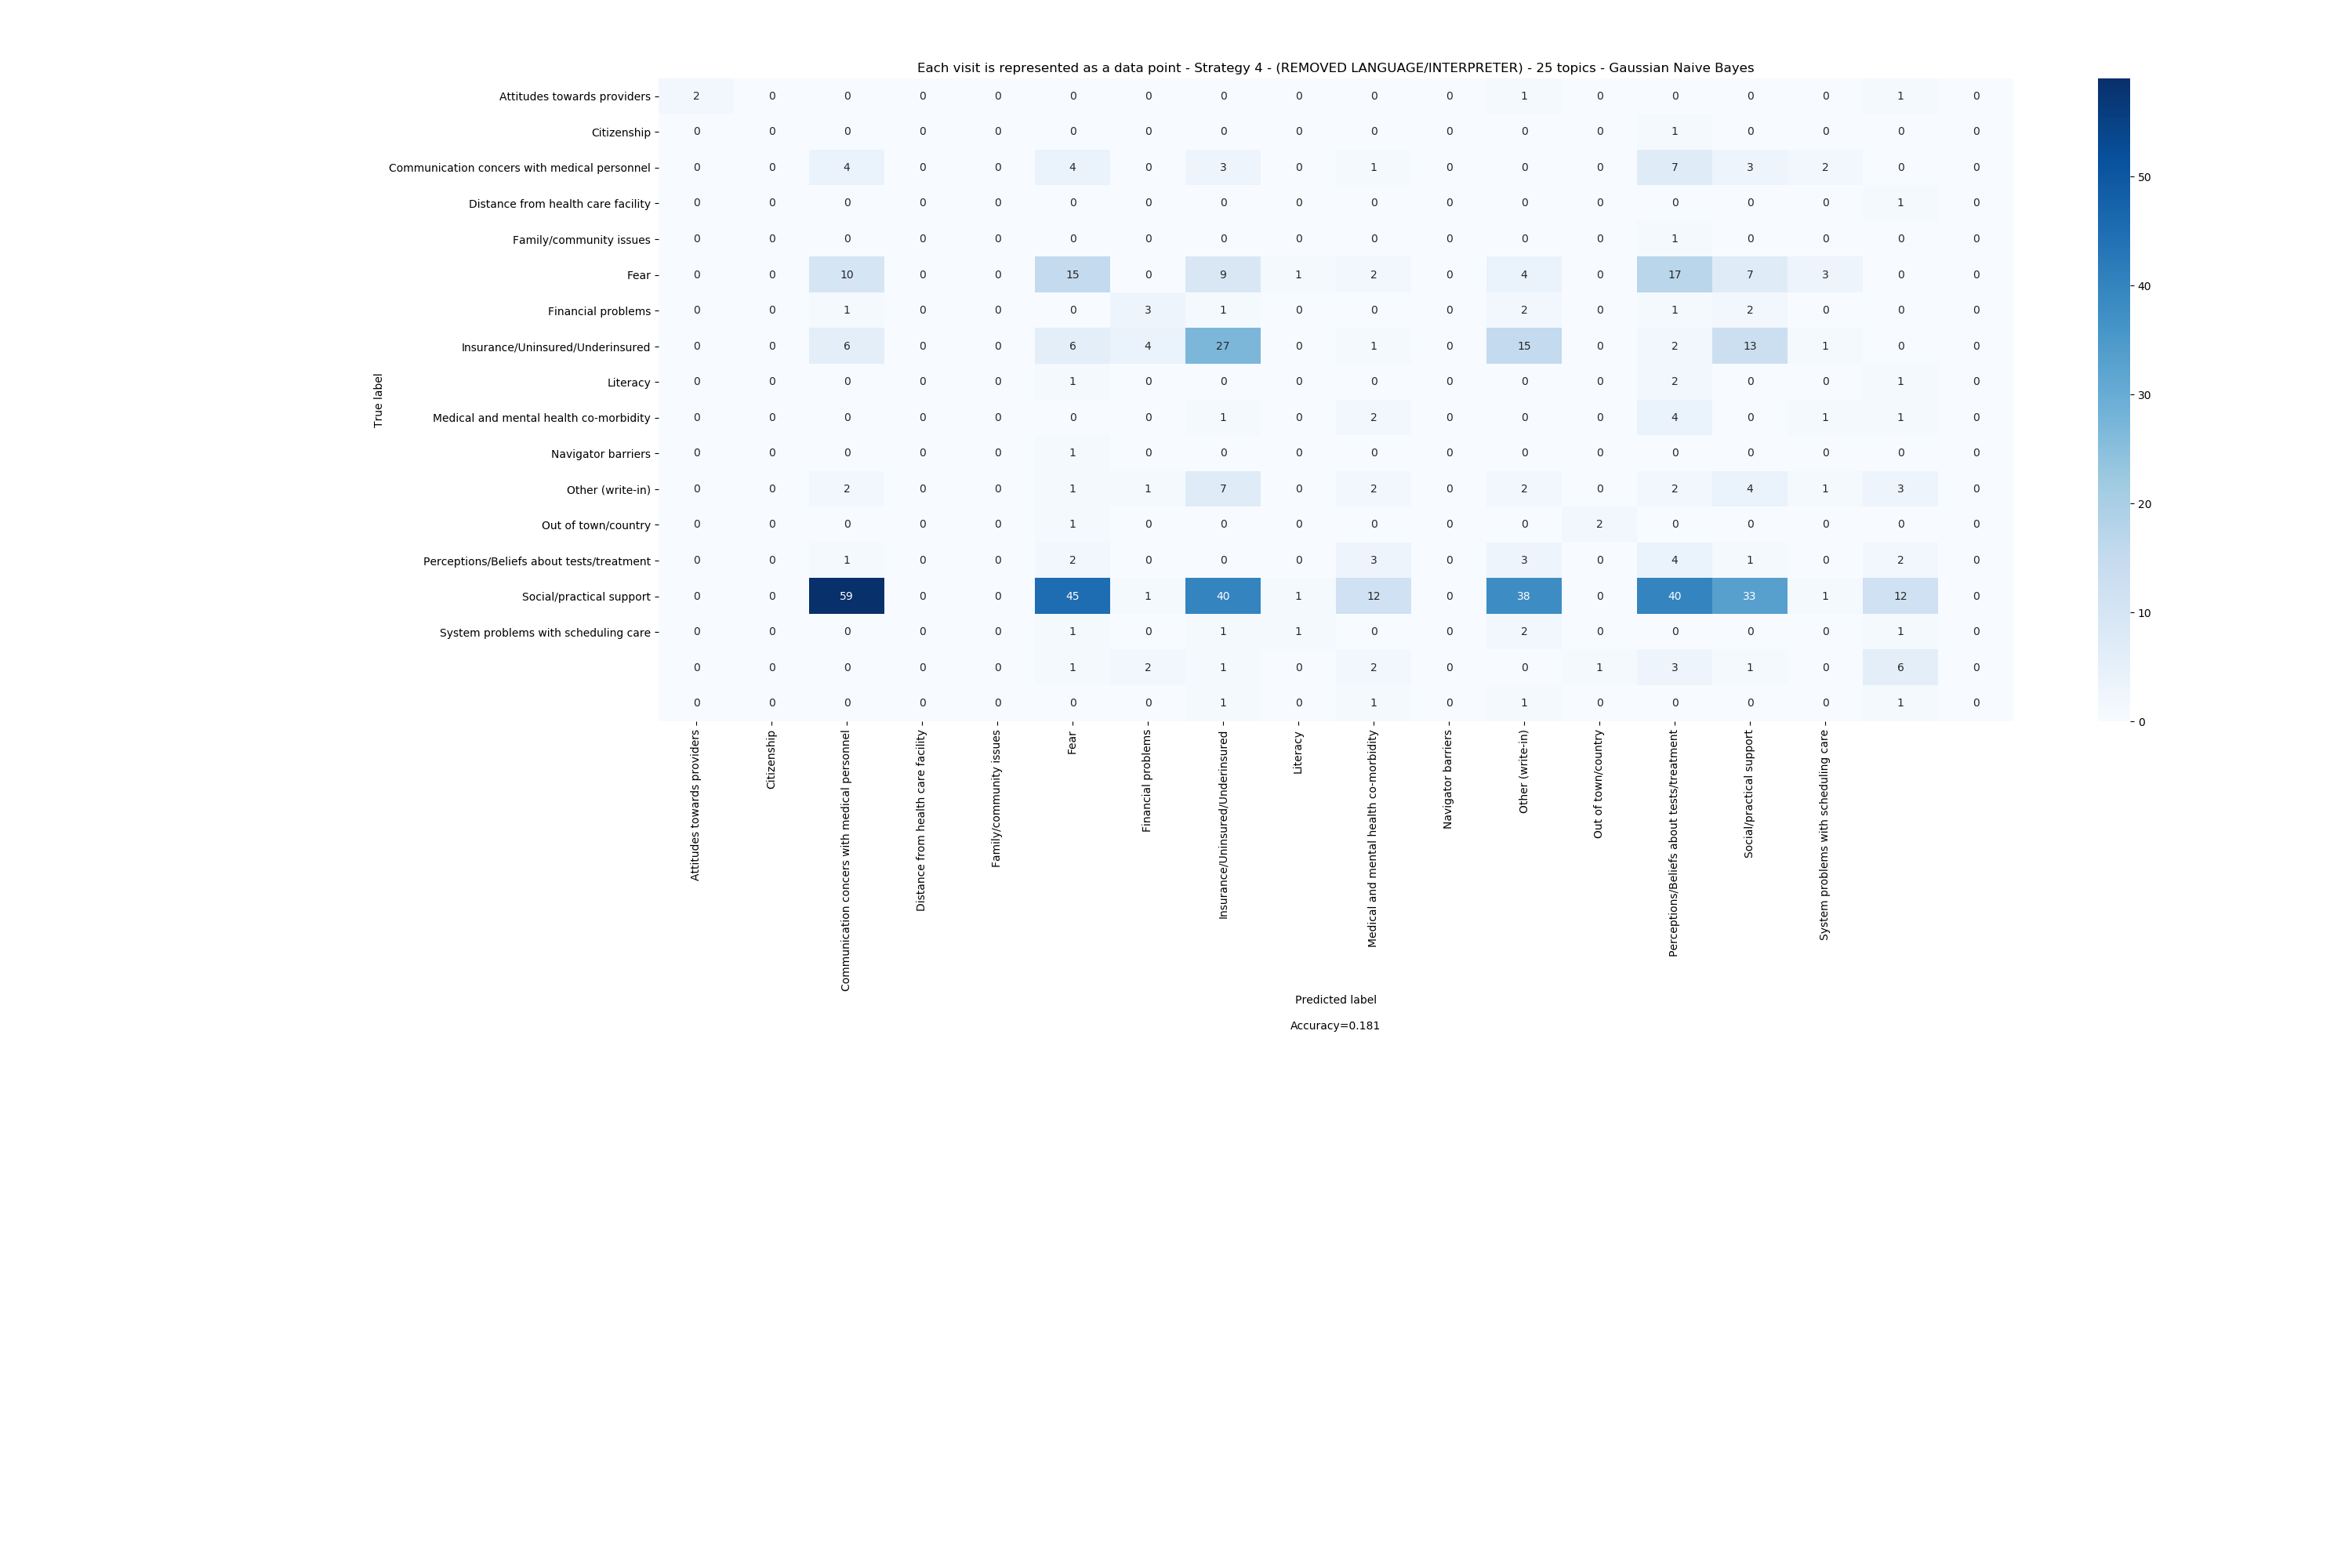 Each visit is represented as a data point - Strategy 4 - (REMOVED LANGUAGE/INTERPRETER) - 25 topics - Gaussian Naive Bayes
True label
Attitudes towards providers 2 0 0 0 0 0 0 0 0 0 0 1 0 0 0 0 1 0
Citizenship 0 0 0 0 0 0 0 0 0 0 0 0 0 1 0 0 0 0
Communication concers with medical personnel 0 0 4 0 0 4 0 3 0 1 0 0 0 7 3 2 0 0
Distance from health care facility 0 0 0 0 0 0 0 0 0 0 0 0 0 0 0 0 1 0
Family/community issues 0 0 0 0 0 0 0 0 0 0 0 0 0 1 0 0 0 0
Fear 0 0 10 0 0 15 0 9 1 2 0 4 0 17 7 3 0 0
Financial problems 0 0 1 0 0 0 3 1 0 0 0 2 0 1 2 0 0 0
Insurance/Uninsured/Underinsured 0 0 6 0 0 6 4 27 0 1 0 15 0 2 13 1 0 0
Literacy 0 0 0 0 0 1 0 0 0 0 0 0 0 2 0 0 1 0
Medical and mental health co-morbidity 0 0 0 0 0 0 0 1 0 2 0 0 0 4 0 1 1 0
Navigator barriers 0 0 0 0 0 1 0 0 0 0 0 0 0 0 0 0 0 0
Other (write-in) 0 0 2 0 0 1 1 7 0 2 0 2 0 2 4 1 3 0
Out of town/country 0 0 0 0 0 1 0 0 0 0 0 0 2 0 0 0 0 0
Perceptions/Beliefs about tests/treatment 0 0 1 0 0 2 0 0 0 3 0 3 0 4 1 0 2 0
Social/practical support 0 0 59 0 0 45 1 40 1 12 0 38 0 40 33 1 12 0
System problems with scheduling care 0 0 0 0 0 1 0 1 1 0 0 2 0 0 0 0 1 0
0 0 0 0 0 1 2 1 0 2 0 0 1 3 1 0 6 0
0 0 0 0 0 0 0 1 0 1 0 1 0 0 0 0 1 0
Attitudes towards providers
Citizenship
Communication concers with medical personnel
Distance from health care facility
Family/community issues
Fear
Financial problems
Insurance/Uninsured/Underinsured
Literacy
Medical and mental health co-morbidity
Navigator barriers
Other (write-in)
Out of town/country
Perceptions/Beliefs about tests/treatment
Social/practical support
System problems with scheduling care
Predicted label
Accuracy=0.181
50
40
30
20
10
0